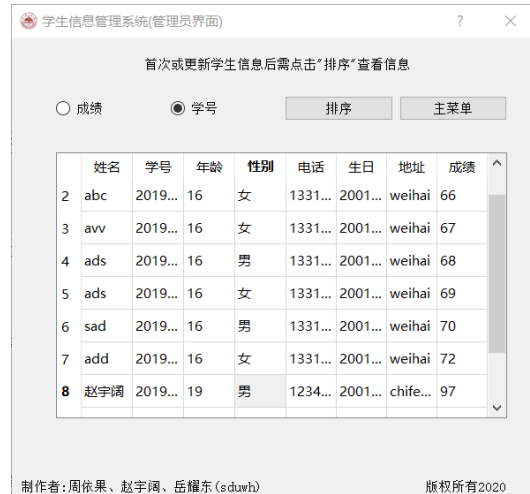 学生信息管理系统(管理员界面)
首次或更新学生信息后需点击"排序"查看信息
成绩 学号 排序 主菜单
姓名 学号 年龄 性别 电话 生日 地址 成绩
2 abc 2019... 16 女 1331... 2001... weihai 66
3 avv 2019... 16 女 1331... 2001... weihai 67
4 ads 2019... 16 男 1331... 2001... weihai 68
5 ads 2019... 16 女 1331... 2001... weihai 69
6 sad 2019... 16 男 1331... 2001... weihai 70
7 add 2019... 16 女 1331... 2001... weihai 72
8 赵宇阔 2019... 19 男 1234... 2001... chife... 97
制作者:周依果、赵宇阔、岳耀东(sduwh) 版权所有2020